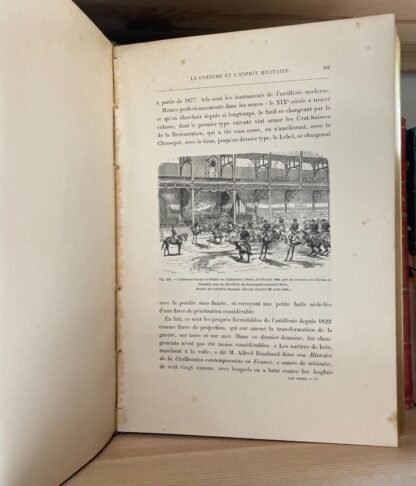 LE COSTUME ET L'ESPRIT MILITAIRE.
à partir de 1877, tels sont les instruments de l'artillerie moderne.
Mêmes perfectionnements dans les armes : le XIXe siècle a trouvé
ce qu'on cherchait depuis si longtemps, le fusil se chargeant par la
culasse, dont le premier type exécuté vint armer les Cent-Suisses
de la Restauration, qui a été sans cesse, en s'améliorant, avec le
Chassepot, avec le Gras, jusqu'au dernier type, le Lebel, se chargeant
avec la poudre sans fumée, et envoyant une petite balle nickelée
d'une force de pénétration considérable.
En fait, ce sont les progrès formidables de l'artillerie depuis 1822
comme force de projection, qui ont amené la transformation de la
guerre, sur terre et sur mer. Dans ce dernier domaine, les chan-
gements n'ont pas été moins considérables. « Les navires de bois,
marchant à la voile, » dit M. Alfred Rambaud dans son Histoire
de la Civilisation contemporaine en France, « armés de soixante,
de cent vingt canons, avec lesquels on a lutté contre les Anglais